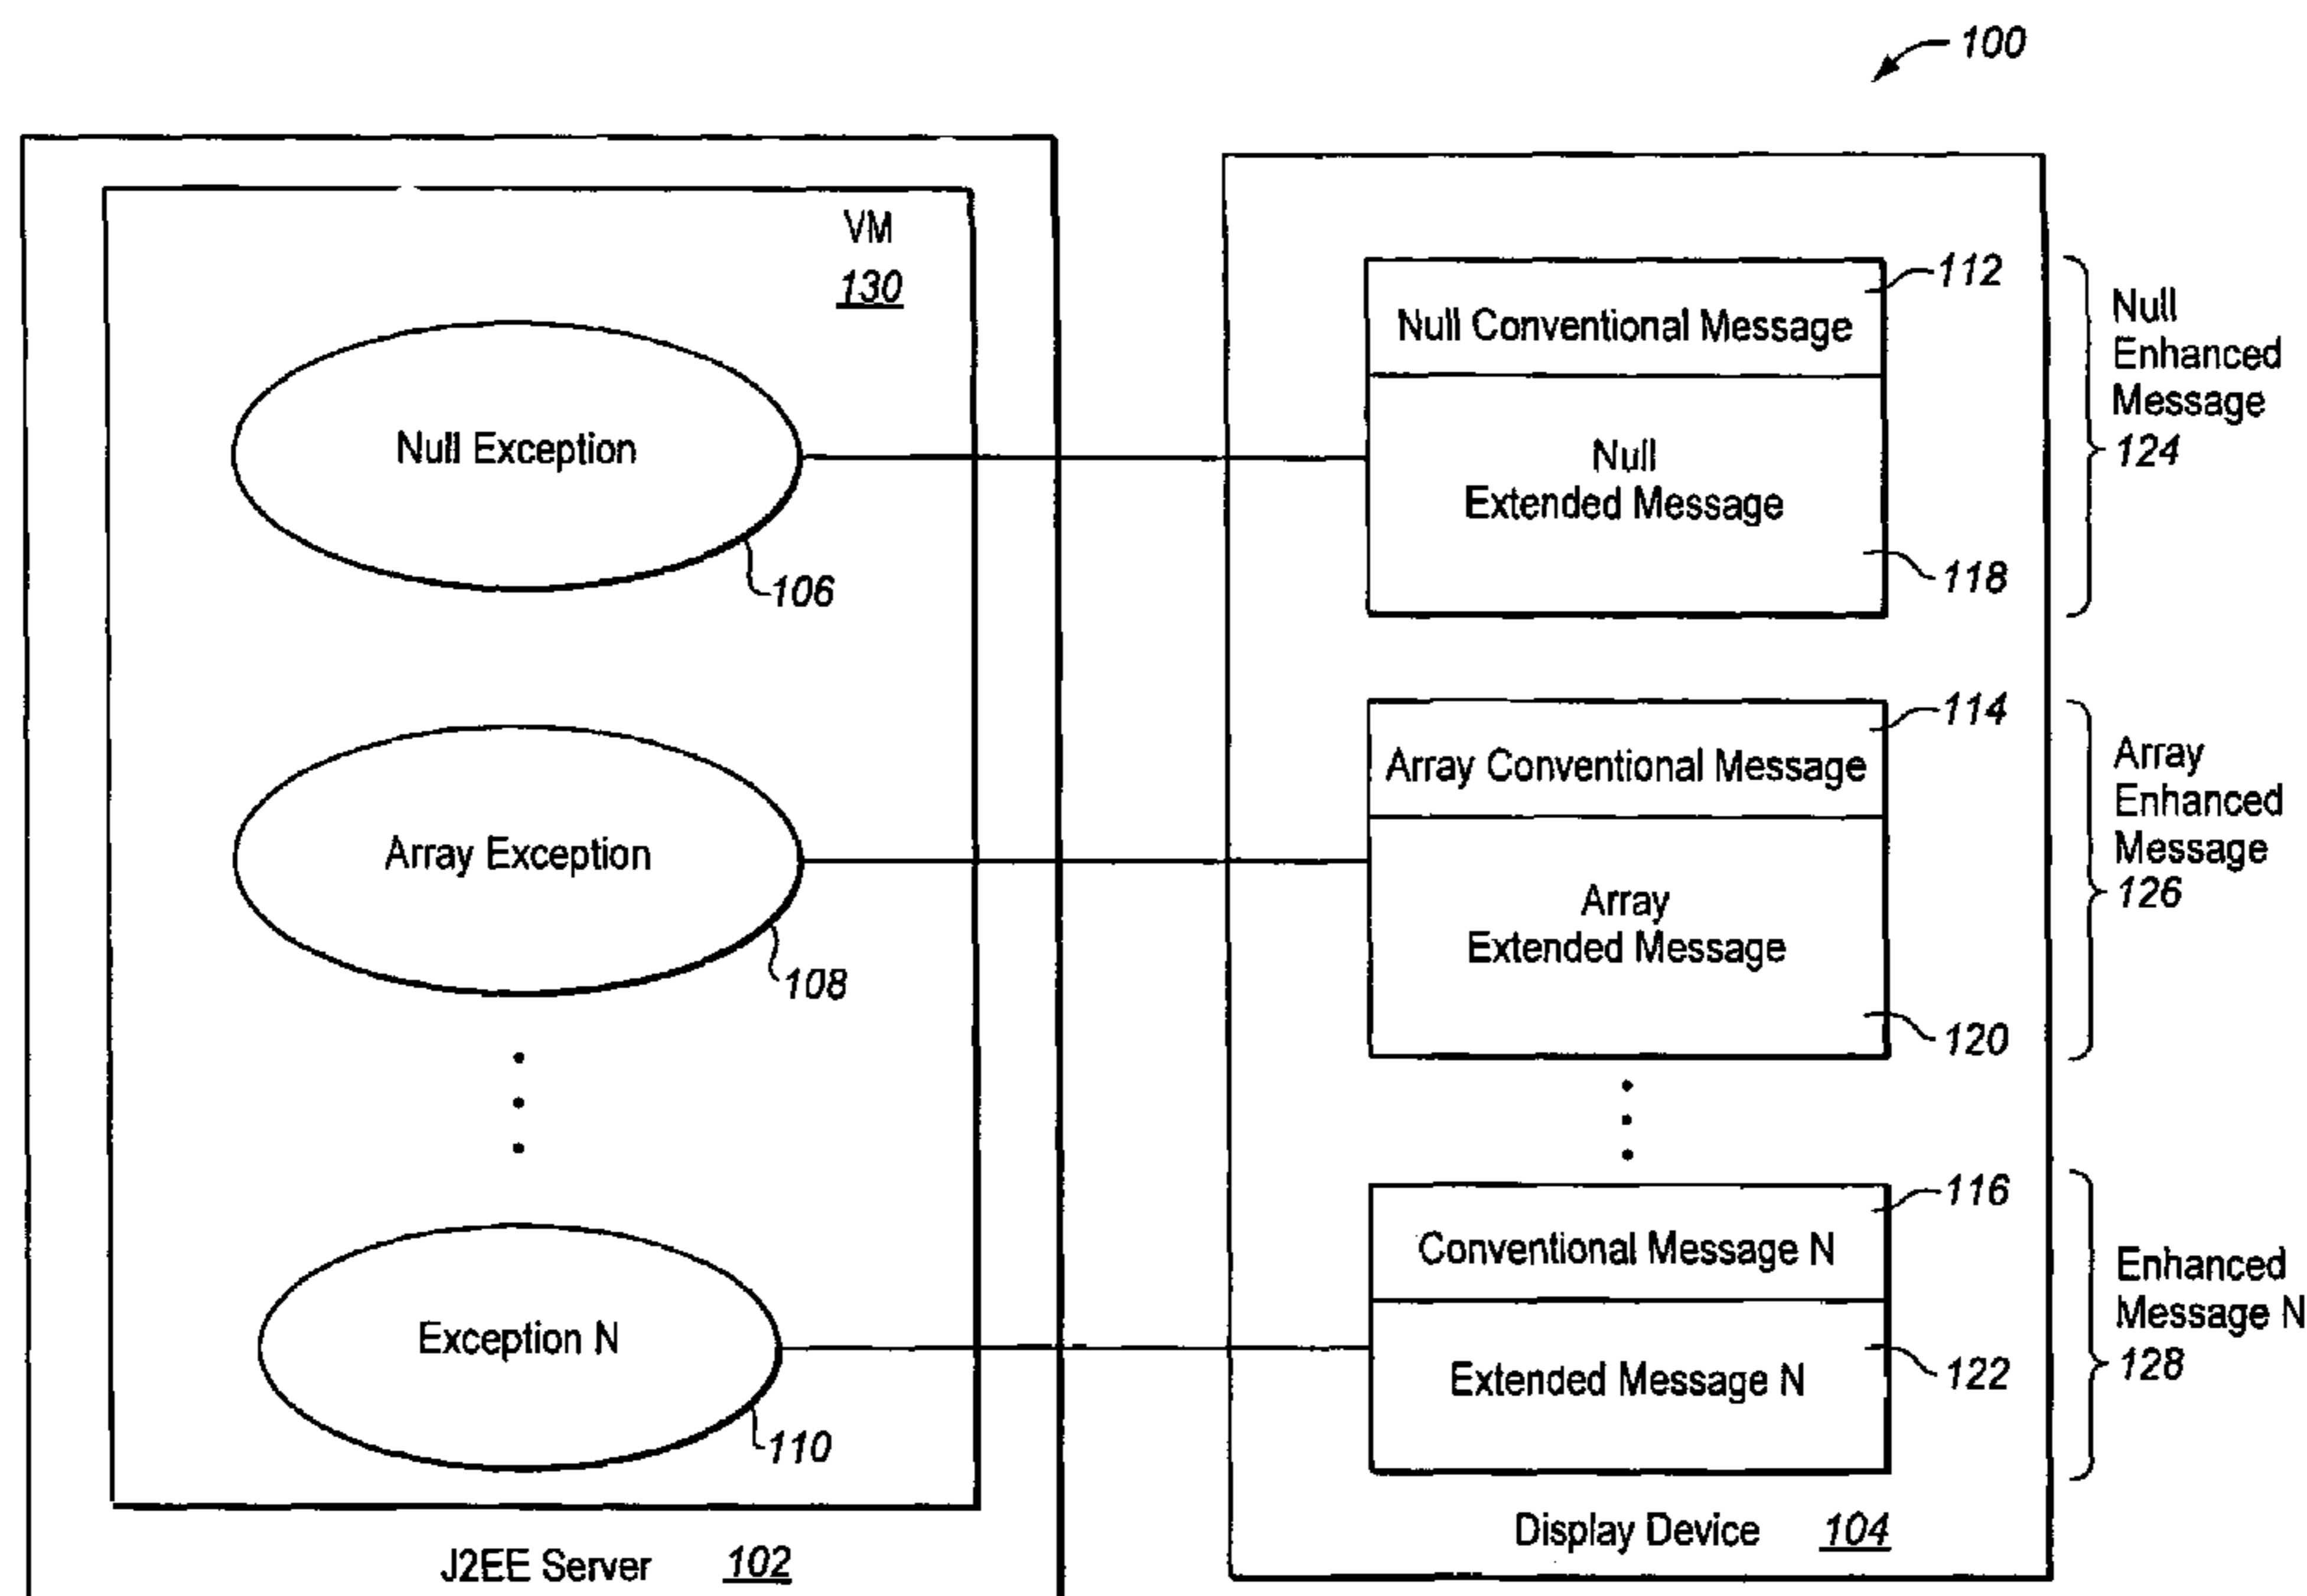 100
VM
130
Null Exception
106
Array Exception
108
Exception N
110
J2EE Server 102
112
Null Conventional Message
Null
Extended Message
118
Null
Enhanced
Message
124
114
Array Conventional Message
Array
Extended Message
120
Array
Enhanced
Message
126
116
Conventional Message N
Extended Message N
122
Enhanced
Message N
128
Display Device 104